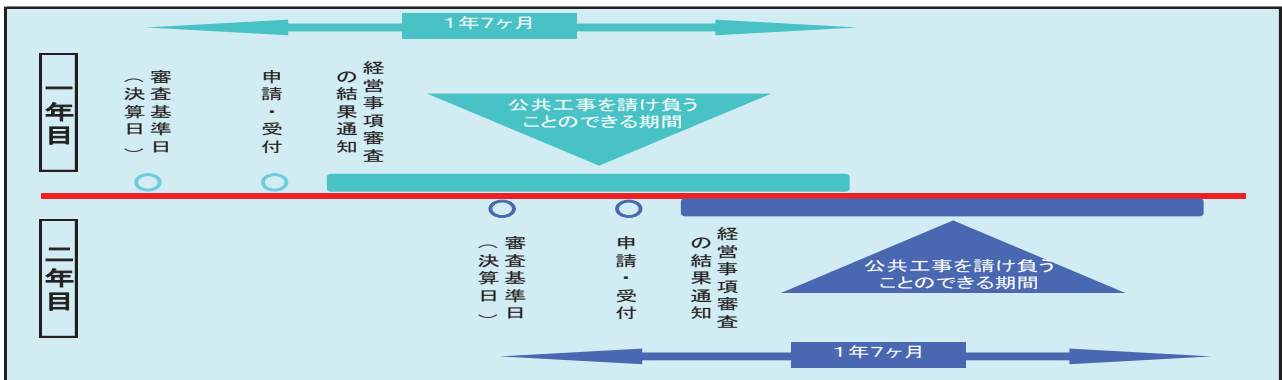 1年7ヶ月
一年目
審査基準日
（決算日）
申請・受付
経営事項審査
の結果通知
公共工事を請け負う
ことのできる期間
二年目
審査基準日
（決算日）
申請・受付
経営事項審査
の結果通知
公共工事を請け負う
ことのできる期間
1年7ヶ月